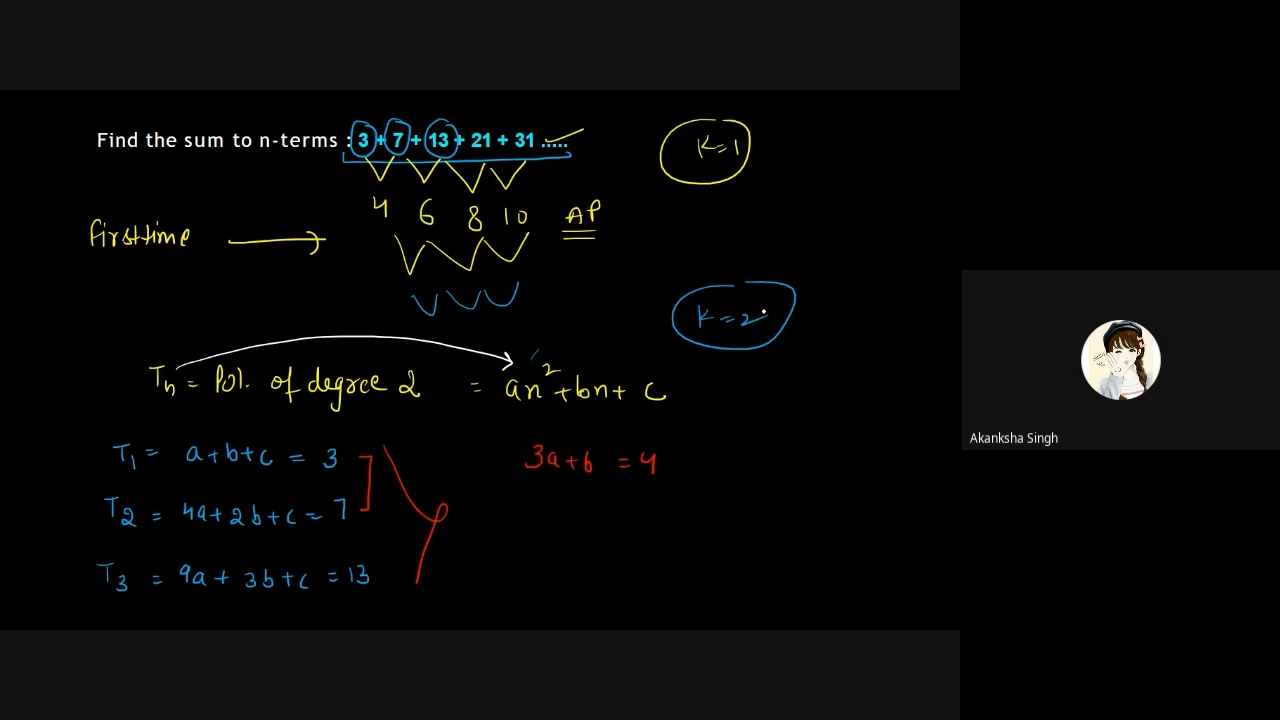 Find the sum to n-terms : 3 + 7 + 13 + 21 + 31 .....
K=1
4 6 8 10 AP
first time
K=2
Tn = Pol. of degree 2 = an²+bn+c
T1 = a+b+c = 3
3a+b = 4
T2 = 4a+2b+c = 7
T3 = 9a+3b+c = 13
Akanksha Singh